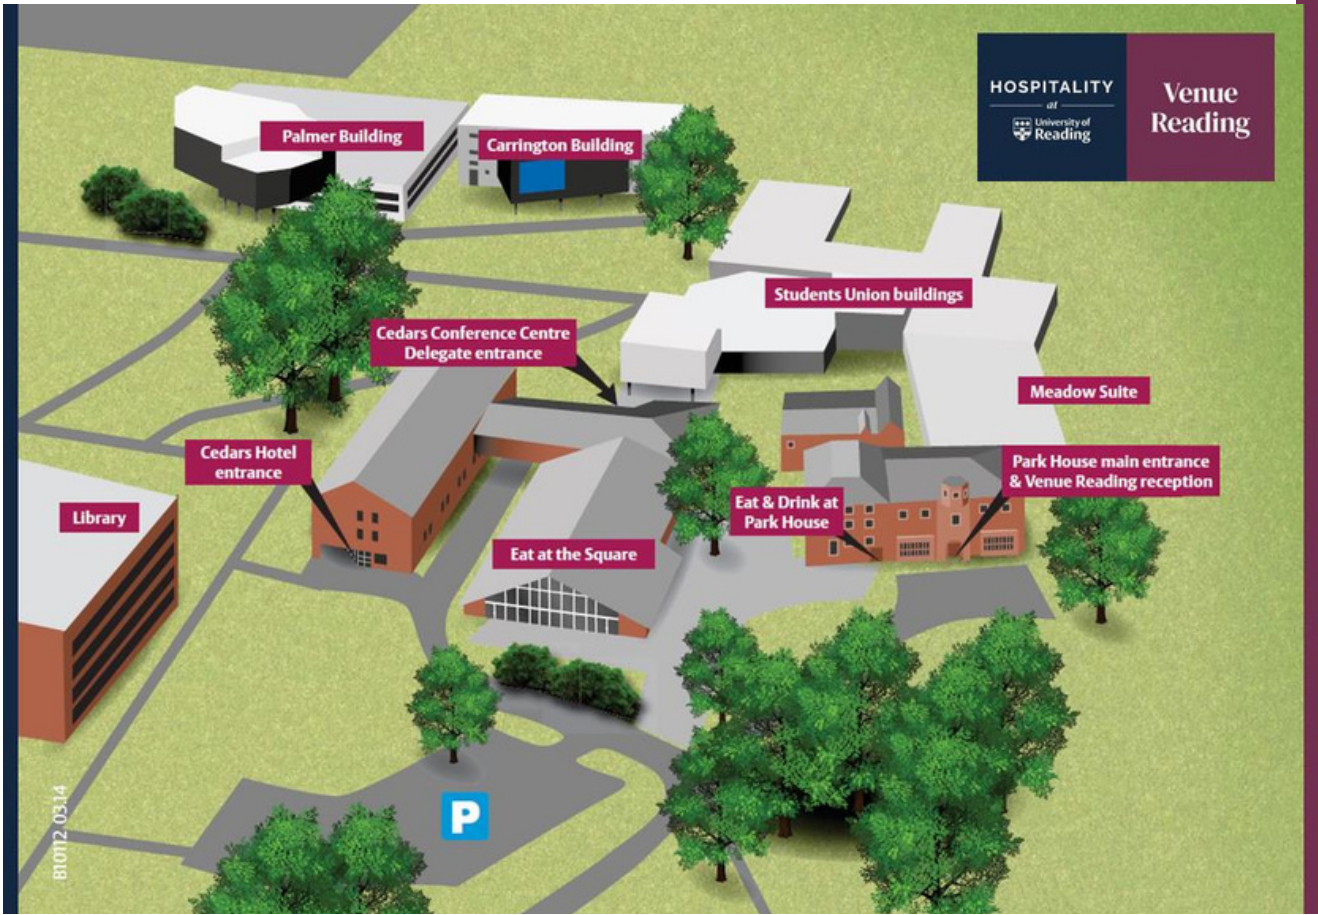 HOSPITALITY
at
University of
Reading
Venue
Reading
Palmer Building
Carrington Building
Students Union buildings
Cedars Conference Centre
Delegate entrance
Meadow Suite
Cedars Hotel
entrance
Park House main entrance
& Venue Reading reception
Library
Eat & Drink at
Park House
Eat at the Square
P
B10112 0314